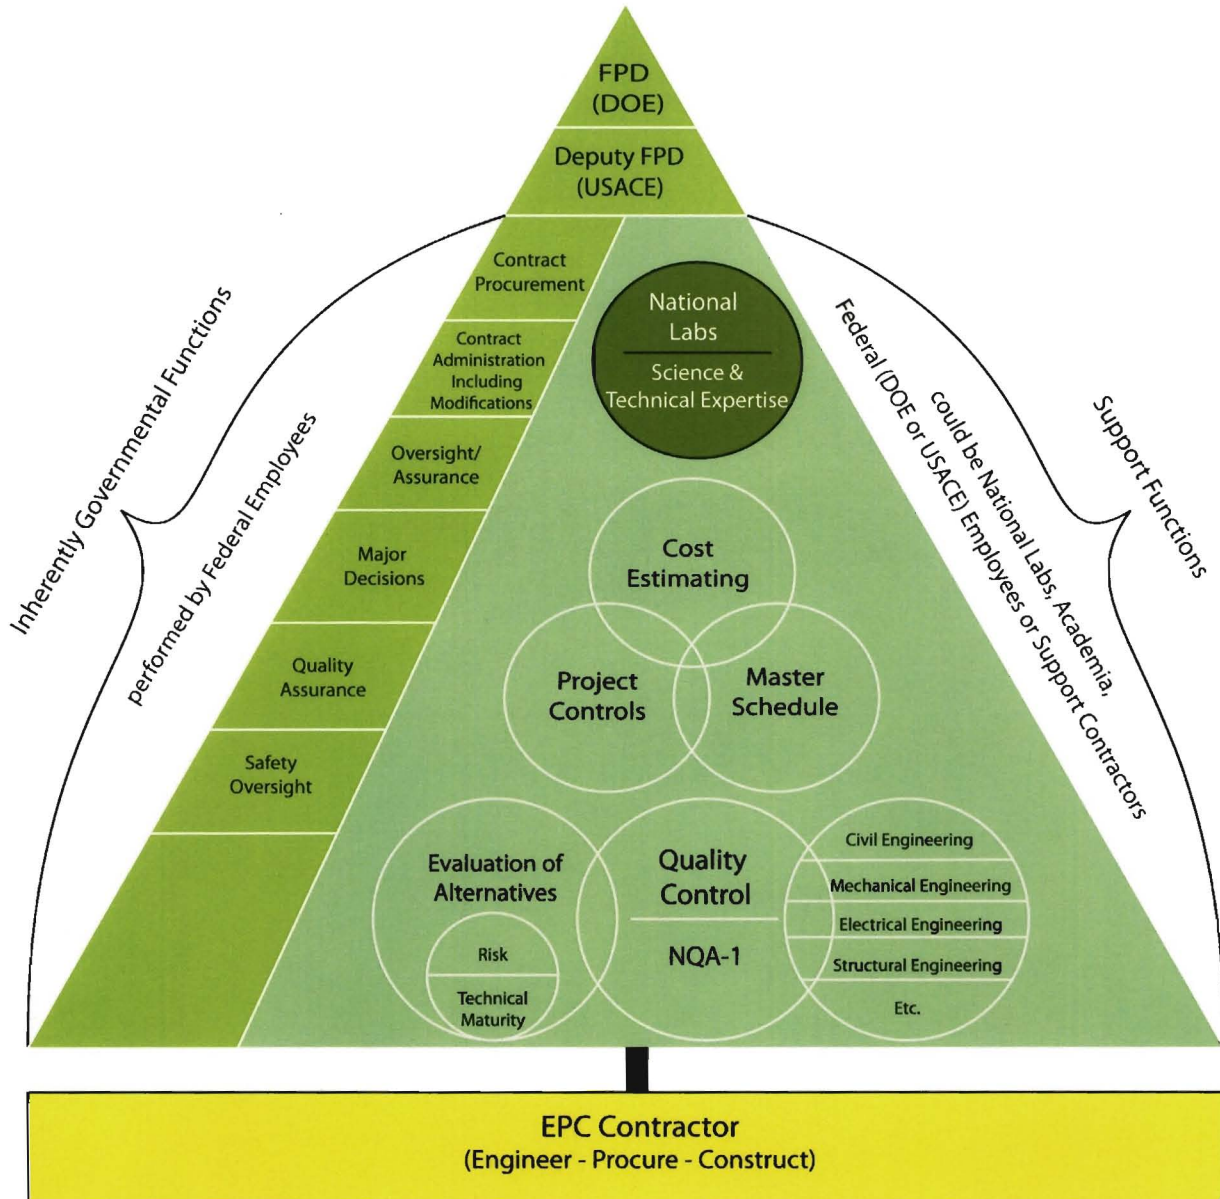 FPD
(DOE)
Deputy FPD
(USACE)
Inherently Governmental Functions
performed by Federal Employees
Contract
Procurement
Contract
Administration
Including
Modifications
Oversight/
Assurance
Major
Decisions
Quality
Assurance
Safety
Oversight
National
Labs
Science &
Technical Expertise
Cost
Estimating
Project
Controls
Master
Schedule
Evaluation of
Alternatives
Risk
Technical
Maturity
Quality
Control
NQA-1
Civil Engineering
Mechanical Engineering
Electrical Engineering
Structural Engineering
Etc.
Support Functions
could be National Labs, Academia,
Federal (DOE or USACE) Employees or Support Contractors
EPC Contractor
(Engineer - Procure - Construct)